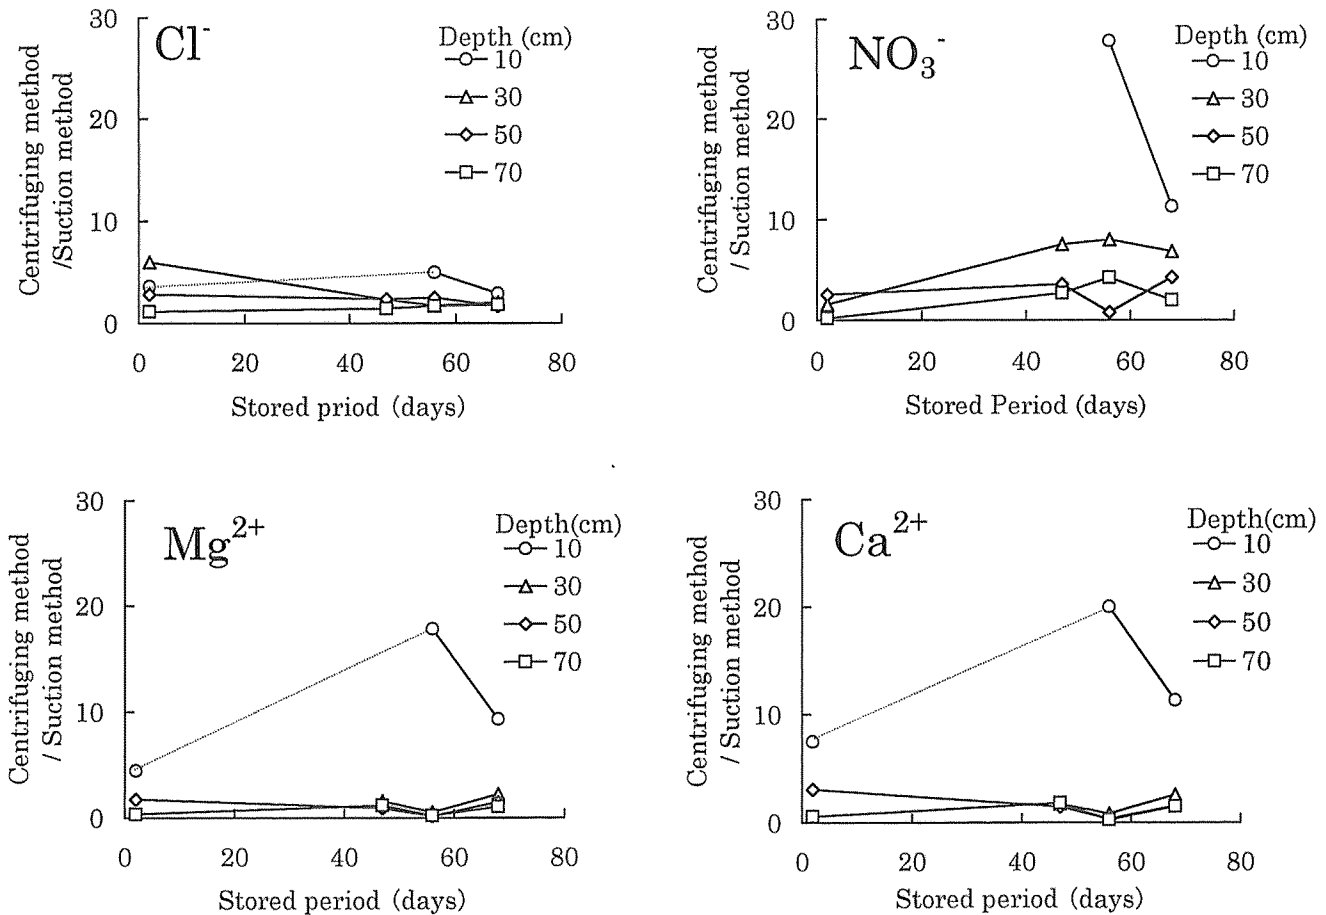 Cl⁻
Depth (cm)
10
30
50
70
Centrifuging method
/Suction method
30
20
10
0
0 20 40 60 80
Stored priod (days)
NO₃⁻
Depth (cm)
10
30
50
70
Centrifuging method
/ Suction method
30
20
10
0
0 20 40 60 80
Stored Period (days)
Mg²⁺
Depth(cm)
10
30
50
70
Centrifuging method
/ Suction method
30
20
10
0
0 20 40 60 80
Stored period (days)
Ca²⁺
Depth(cm)
10
30
50
70
Centrifuging method
/ Suction method
30
20
10
0
0 20 40 60 80
Stored period (days)